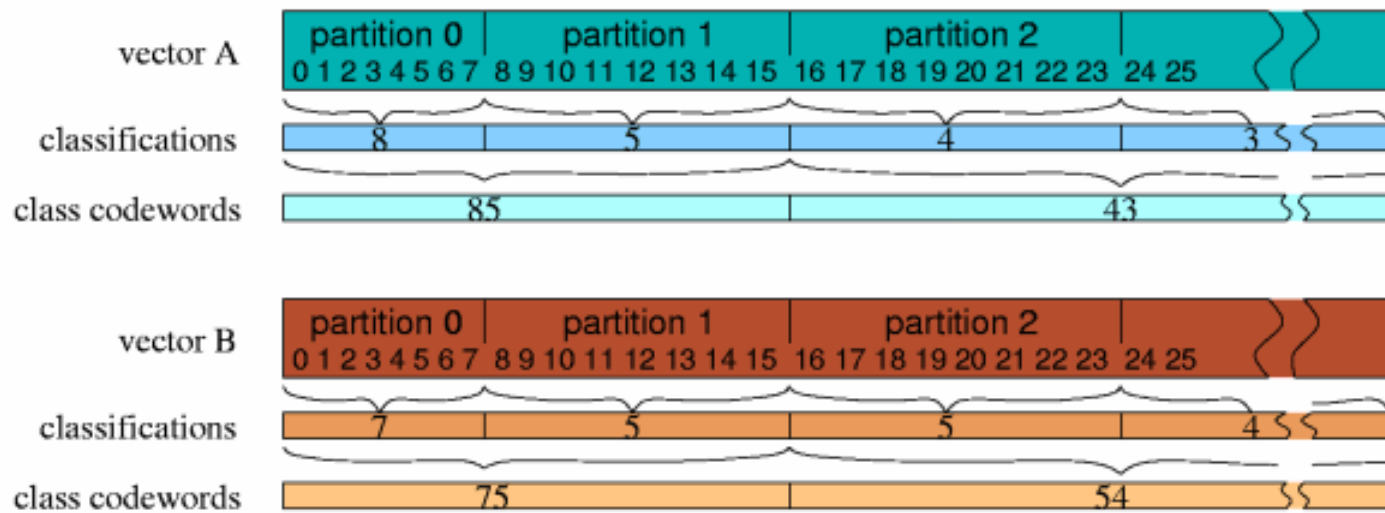 partition 0 partition 1 partition 2
vector A
0 1 2 3 4 5 6 7 8 9 10 11 12 13 14 15 16 17 18 19 20 21 22 23 24 25
classifications 8 5 4 3
class codewords 85 43
partition 0 partition 1 partition 2
vector B
0 1 2 3 4 5 6 7 8 9 10 11 12 13 14 15 16 17 18 19 20 21 22 23 24 25
classifications 7 5 5 4
class codewords 75 54